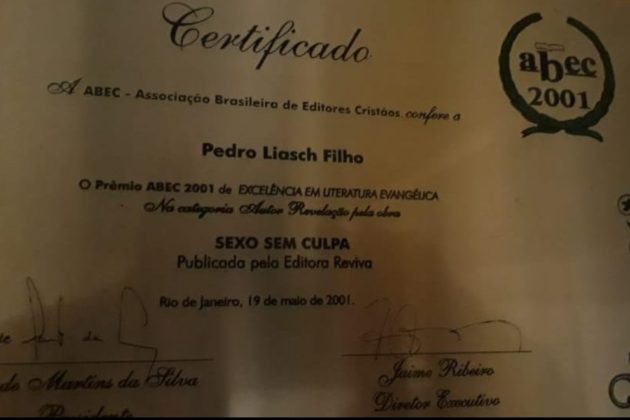 Certificado
abec
2001
A ABEC - Associação Brasileira de Editores Cristãos, confere a
Pedro Liasch Filho
O Prêmio ABEC 2001 de EXCELÊNCIA EM LITERATURA EVANGÉLICA
Na categoria Autor Revelação pela obra
SEXO SEM CULPA
Publicada pela Editora Reviva
Rio de Janeiro, 19 de maio de 2001.
Martins da Silva
Presidente
Jaime Ribeiro
Diretor Executivo